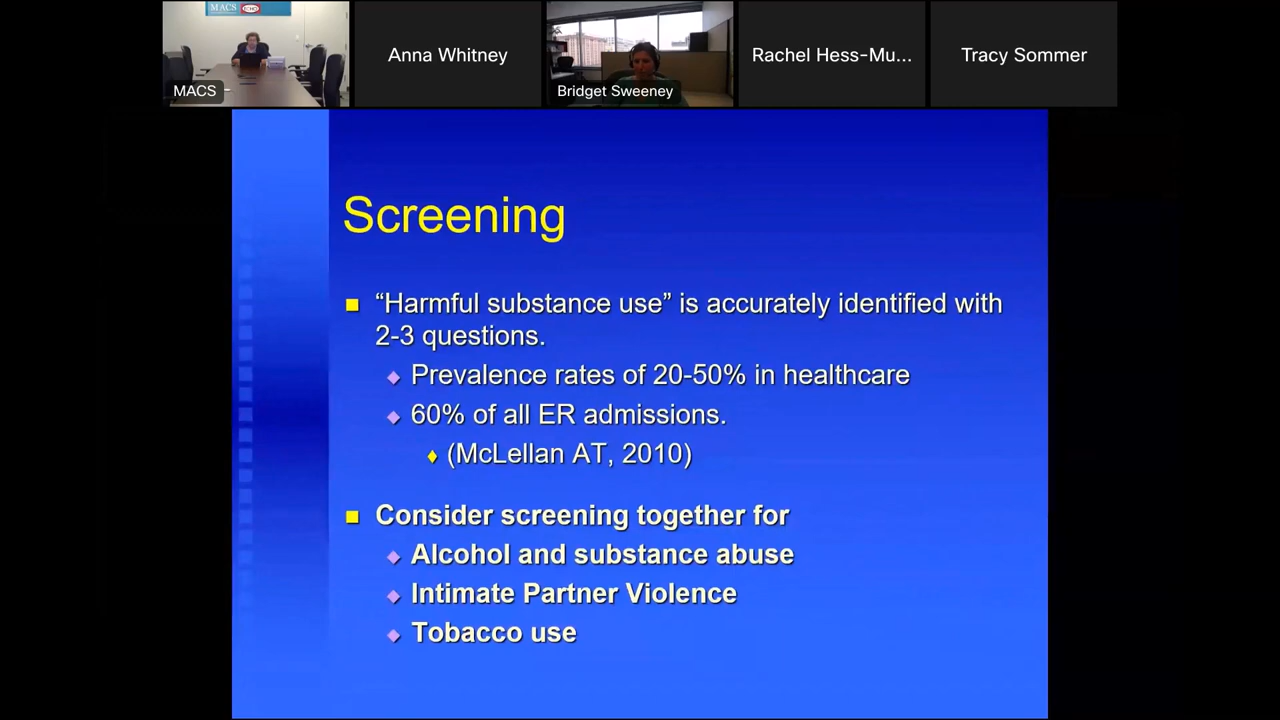 MACS
MACS
Anna Whitney
Bridget Sweeney
Rachel Hess-Mu...
Tracy Sommer
Screening
“Harmful substance use” is accurately identified with
2-3 questions.
Prevalence rates of 20-50% in healthcare
60% of all ER admissions.
(McLellan AT, 2010)
Consider screening together for
Alcohol and substance abuse
Intimate Partner Violence
Tobacco use